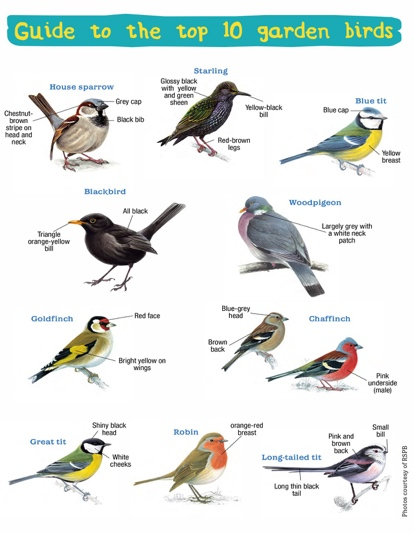 Guide to the top 10 garden birds
House sparrow
Grey cap
Chestnut-
brown
stripe on
head and
neck
Black bib
Starling
Glossy black
with yellow
and green
sheen
Yellow-black
bill
Red-brown
legs
Blue tit
Blue cap
Yellow
breast
Blackbird
All black
Triangle
orange-yellow
bill
Woodpigeon
Largely grey with
a white neck
patch
Goldfinch
Red face
Bright yellow on
wings
Chaffinch
Blue-grey
head
Brown
back
Pink
underside
(male)
Great tit
Shiny black
head
White
cheeks
Robin
orange-red
breast
Long-tailed tit
Pink and
brown
back
Small
bill
Long thin black
tail
Photos courtesy of RSPB